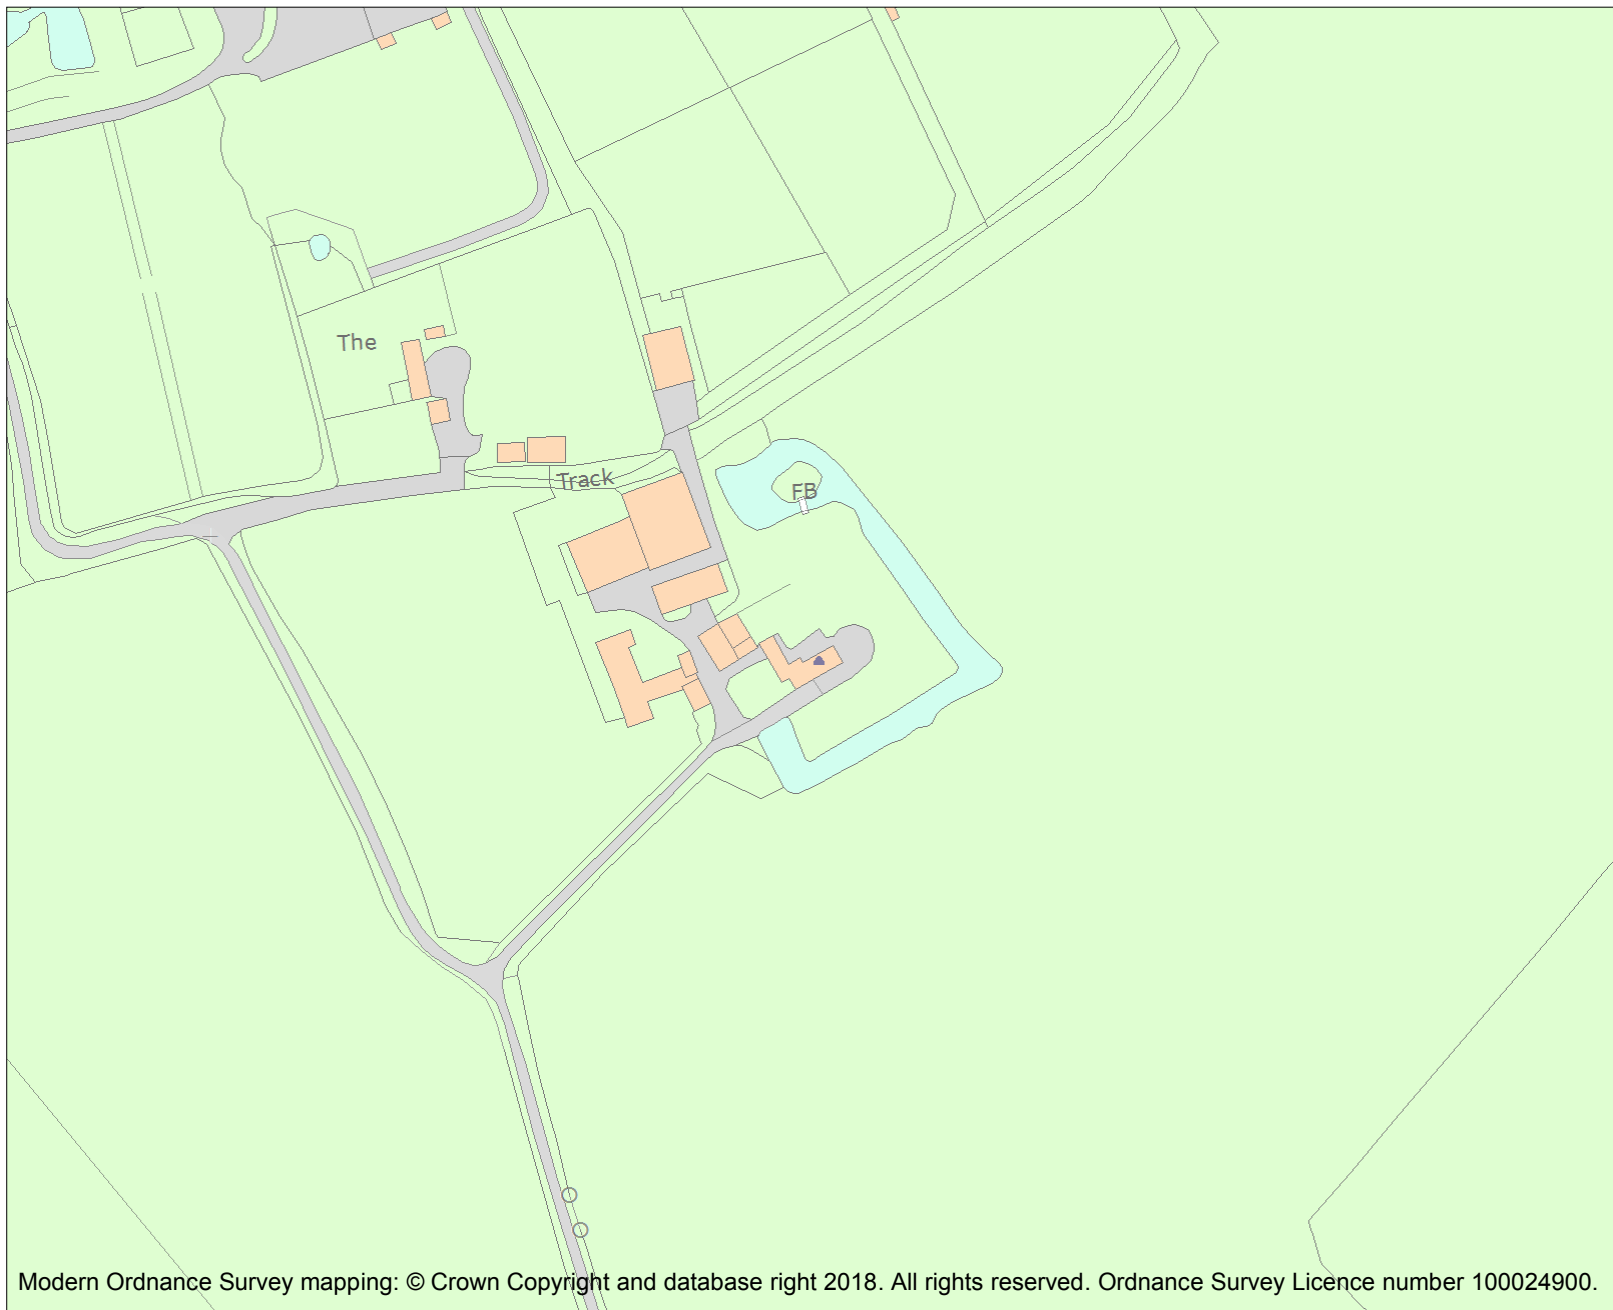 The
Track
FB
Modern Ordnance Survey mapping: © Crown Copyright and database right 2018. All rights reserved. Ordnance Survey Licence number 100024900.